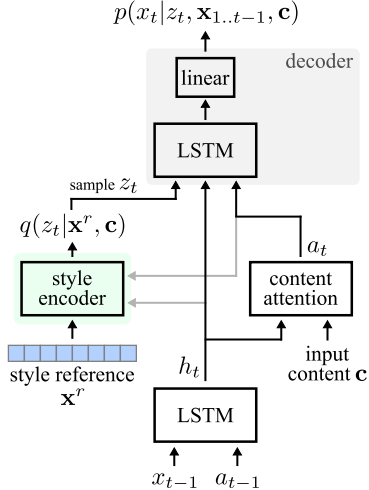 p(x_t|z_t, x_{1..t−1}, c)
decoder
linear
LSTM
sample z_t
q(z_t|x^r, c)
a_t
style
encoder
content
attention
style reference
x^r
h_t
input
content c
LSTM
x_{t−1}
a_{t−1}